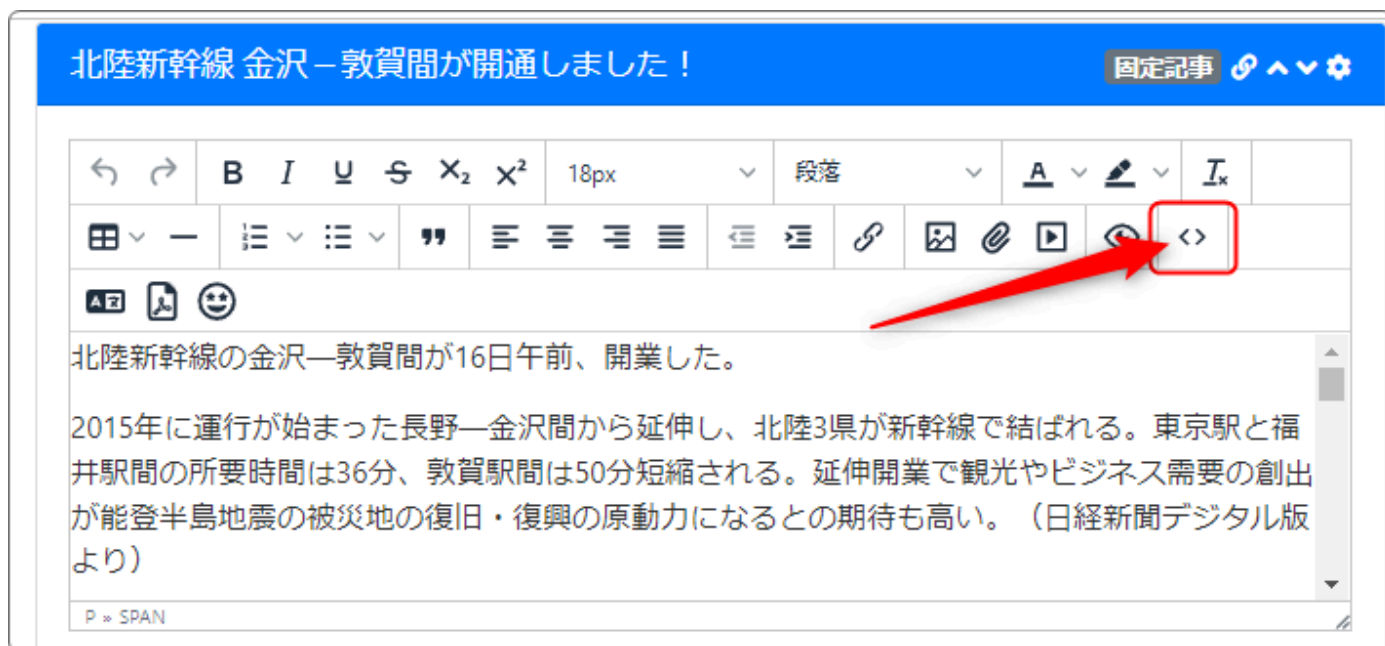 北陸新幹線 金沢－敦賀間が開通しました！ 固定記事
B I U S X₂ X² 18px 段落 A Tx
" <>
A
北陸新幹線の金沢―敦賀間が16日午前、開業した。
2015年に運行が始まった長野―金沢間から延伸し、北陸3県が新幹線で結ばれる。東京駅と福
井駅間の所要時間は36分、敦賀駅間は50分短縮される。延伸開業で観光やビジネス需要の創出
が能登半島地震の被災地の復旧・復興の原動力になるとの期待も高い。（日経新聞デジタル版
より）
P » SPAN